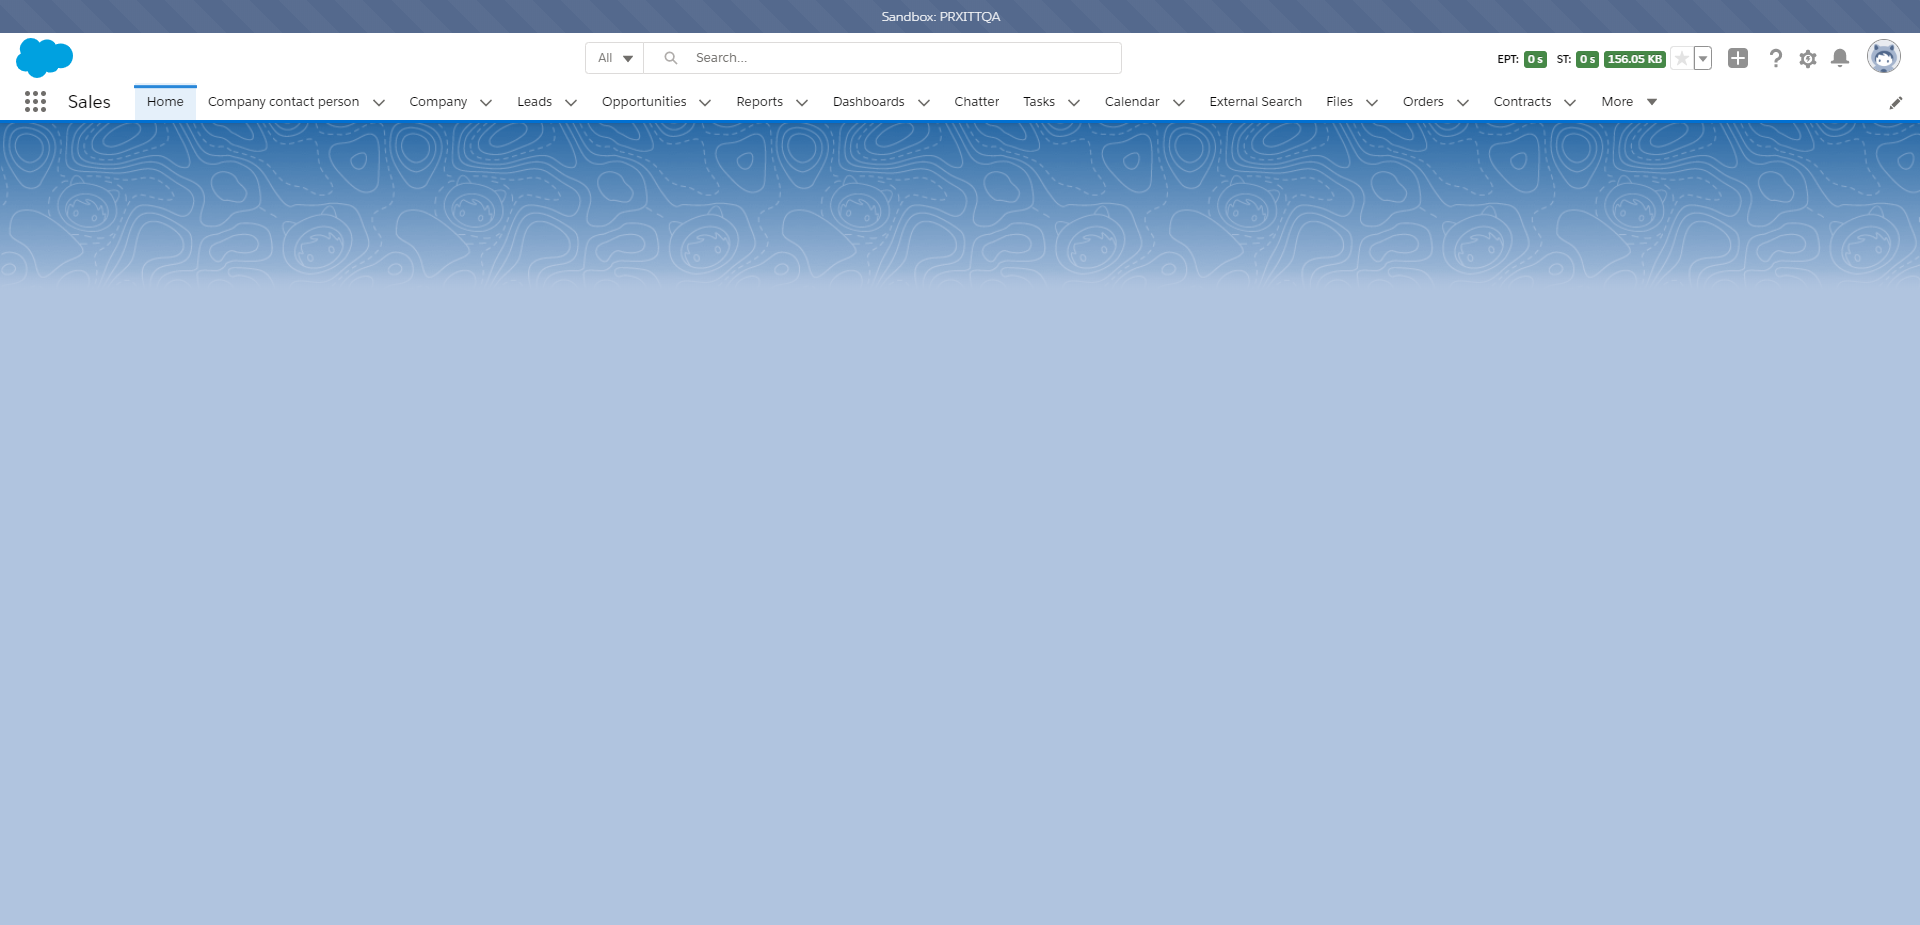 Sandbox: PRXITTQA
All Search...
EPT: 0 s ST: 0 s 156.05 KB
Sales Home Company contact person Company Leads Opportunities Reports Dashboards Chatter Tasks Calendar External Search Files Orders Contracts More